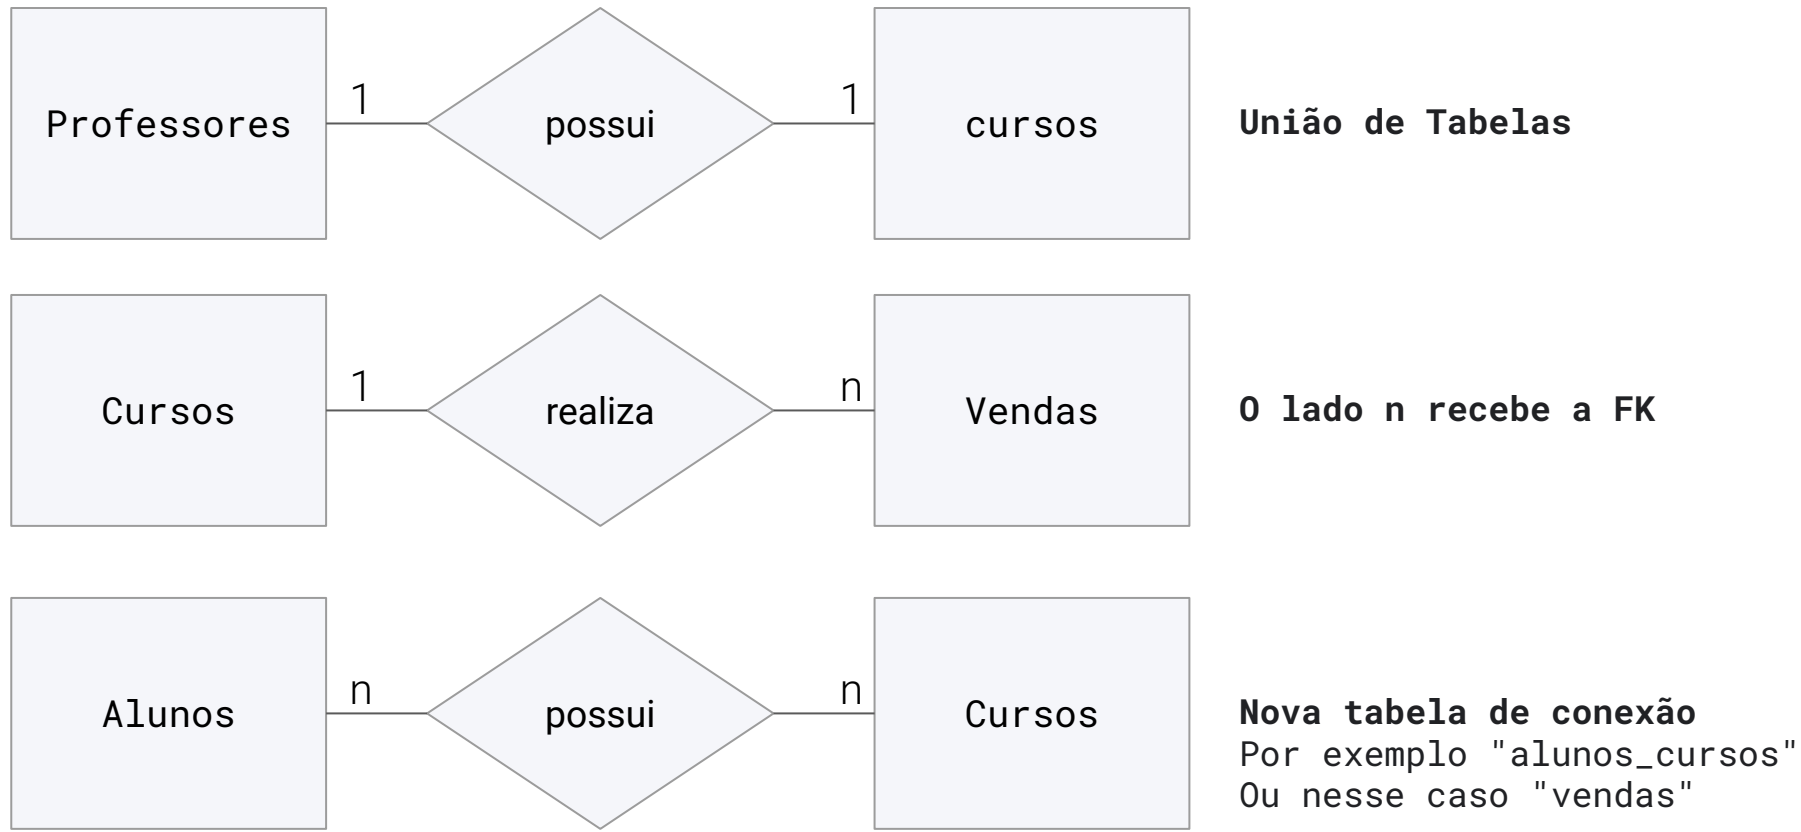 Professores
1
possui
1
cursos
União de Tabelas
Cursos
1
realiza
n
Vendas
O lado n recebe a FK
Alunos
n
possui
n
Cursos
Nova tabela de conexão
Por exemplo "alunos_cursos"
Ou nesse caso "vendas"